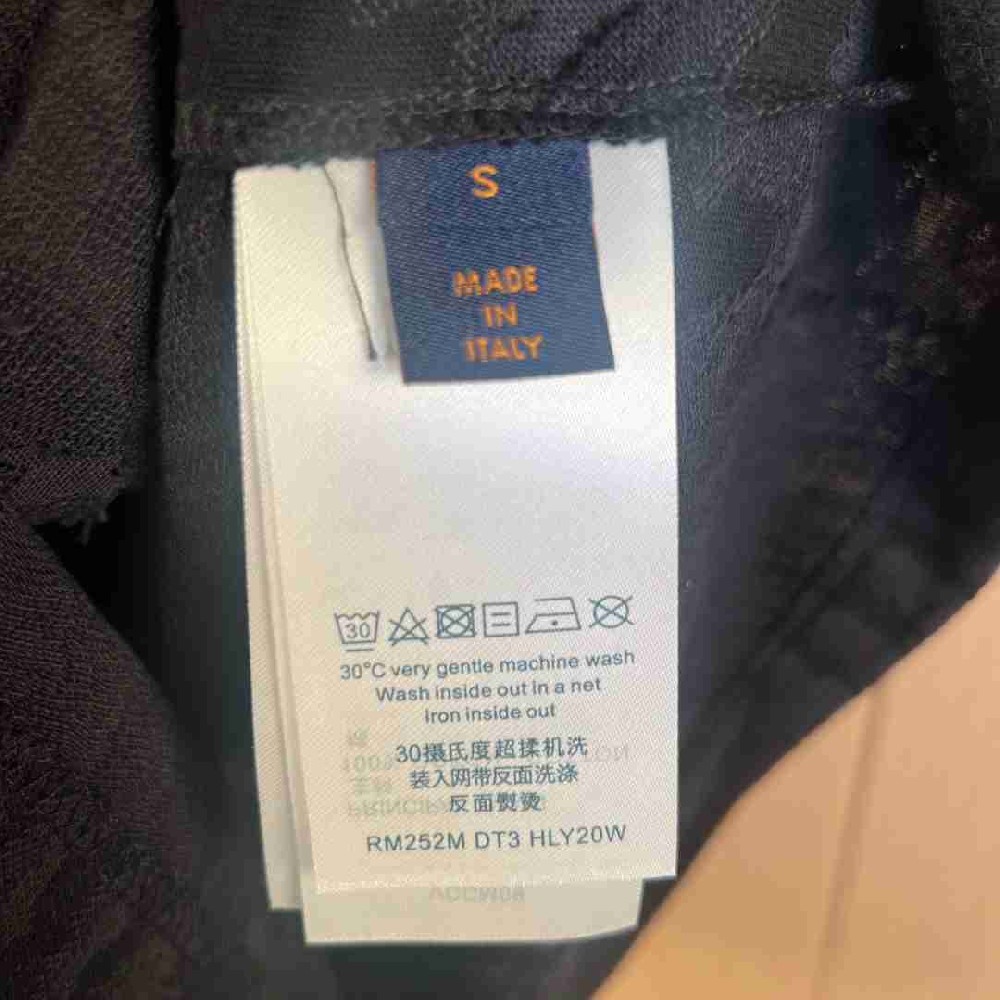 S
MADE
IN
ITALY
30
30°C very gentle machine wash
Wash inside out in a net
Iron inside out
30摄氏度超揉机洗
装入网带反面洗涤
反面熨烫
RM252M DT3 HLY20W